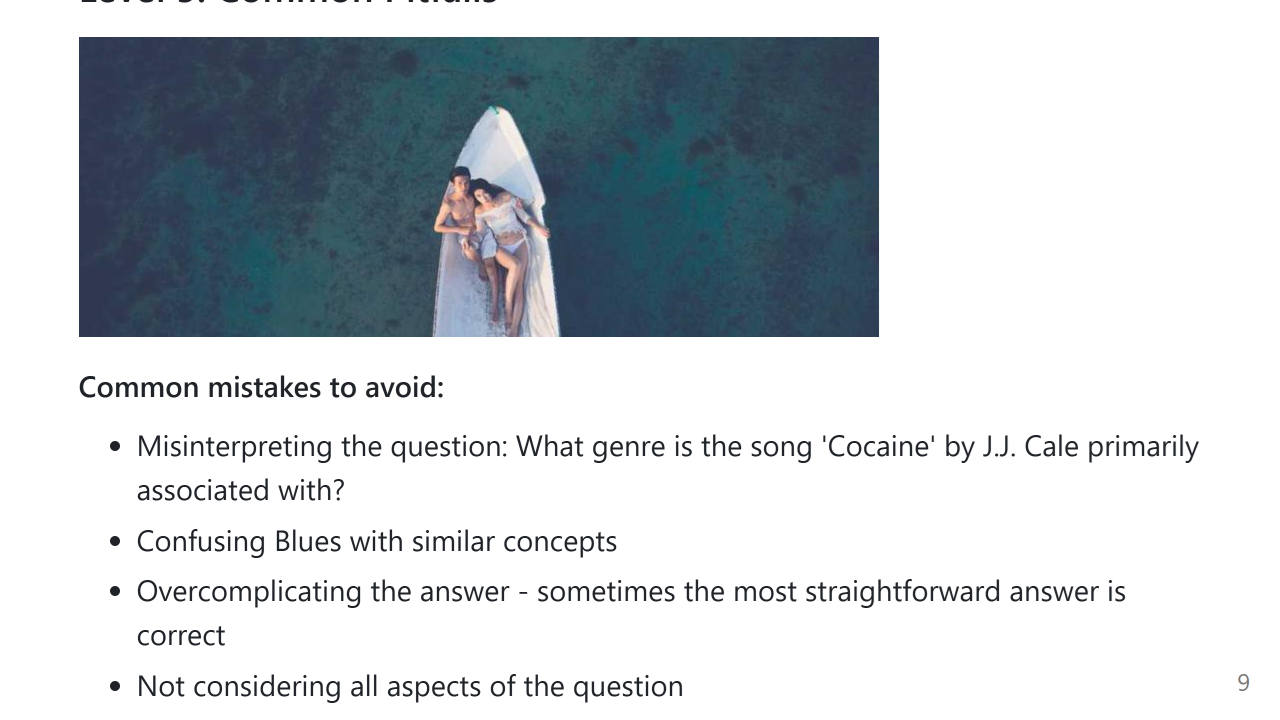 Common mistakes to avoid:
Misinterpreting the question: What genre is the song 'Cocaine' by J.J. Cale primarily
associated with?
Confusing Blues with similar concepts
Overcomplicating the answer - sometimes the most straightforward answer is
correct
Not considering all aspects of the question
9